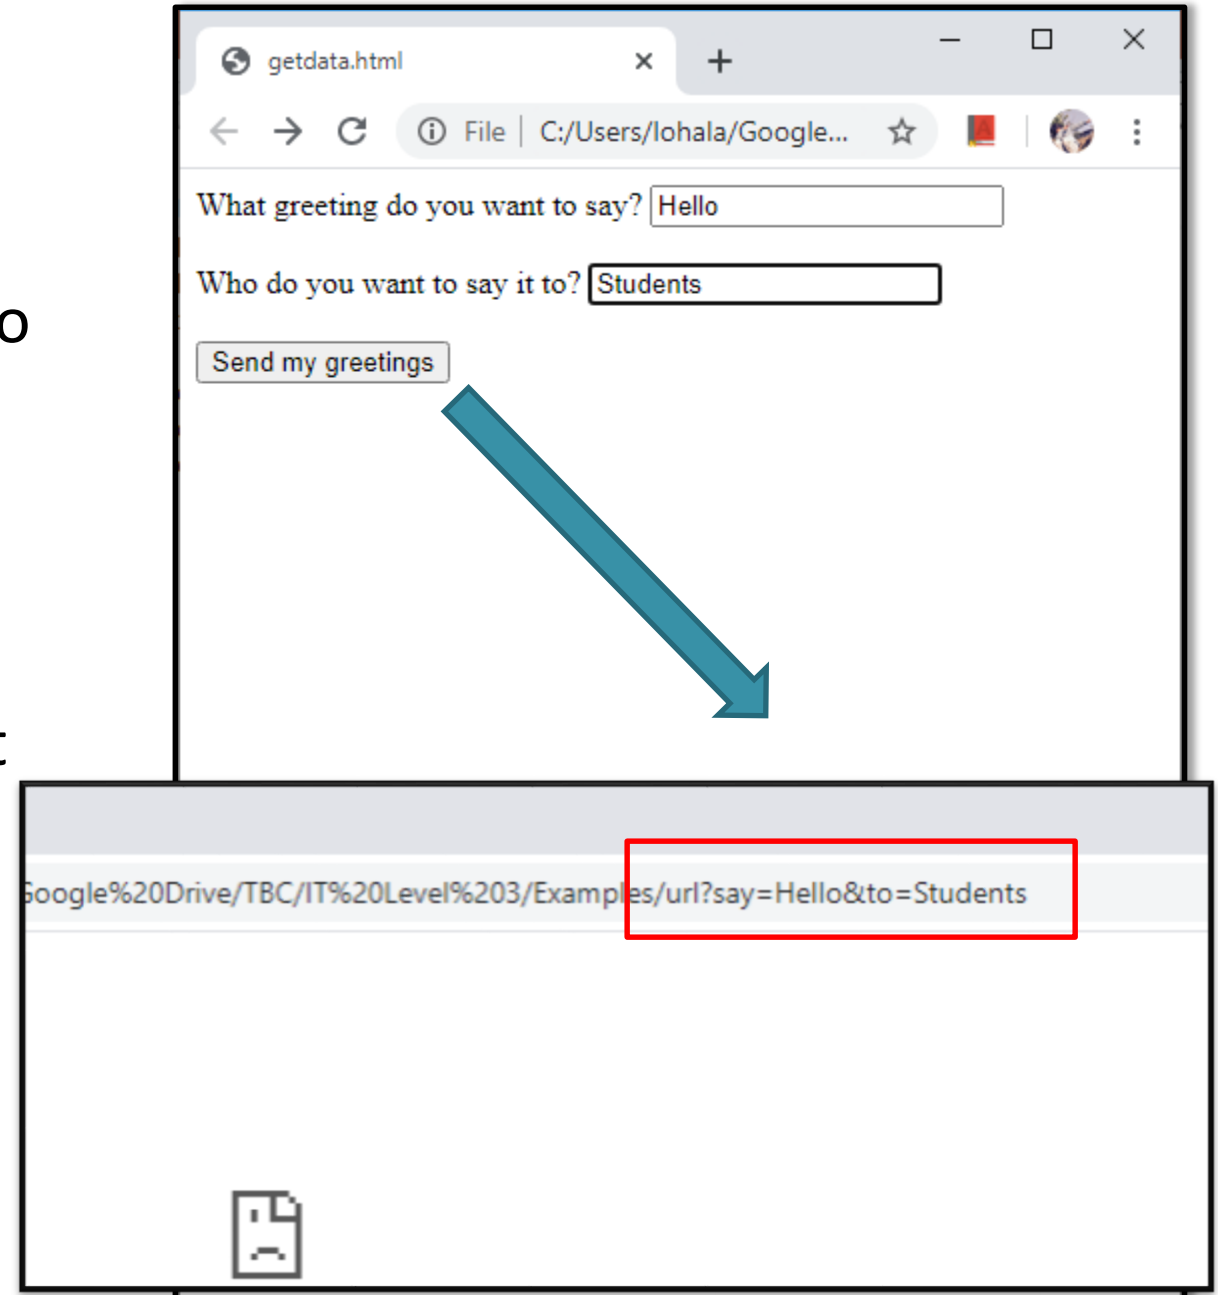 getdata.html
File | C:/Users/lohala/Google...
What greeting do you want to say? Hello
Who do you want to say it to? Students
o
Send my greetings
t
Google%20Drive/TBC/IT%20Level%203/Examples/url?say=Hello&to=Students